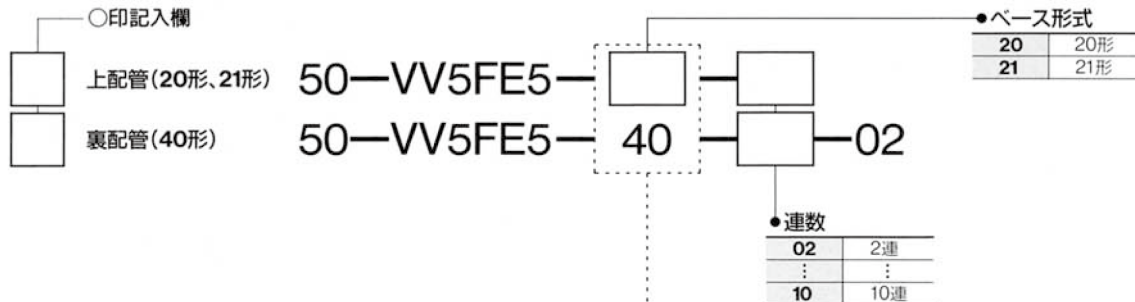 ○印記入欄
ベース形式
20 20形
21 21形
上配管(20形、21形) 50—VV5FE5— —
裏配管(40形) 50—VV5FE5—40— —02
連数
02 2連
⋮ ⋮
10 10連